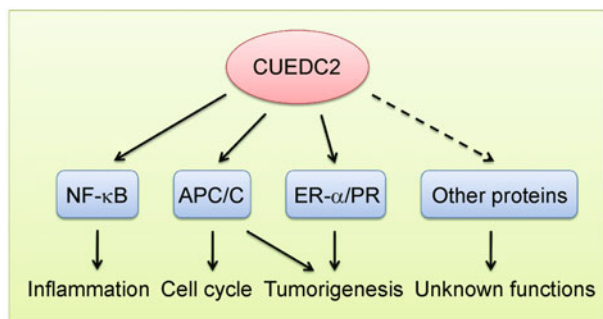 CUEDC2
NF-κB APC/C ER-α/PR Other proteins
Inflammation Cell cycle Tumorigenesis Unknown functions